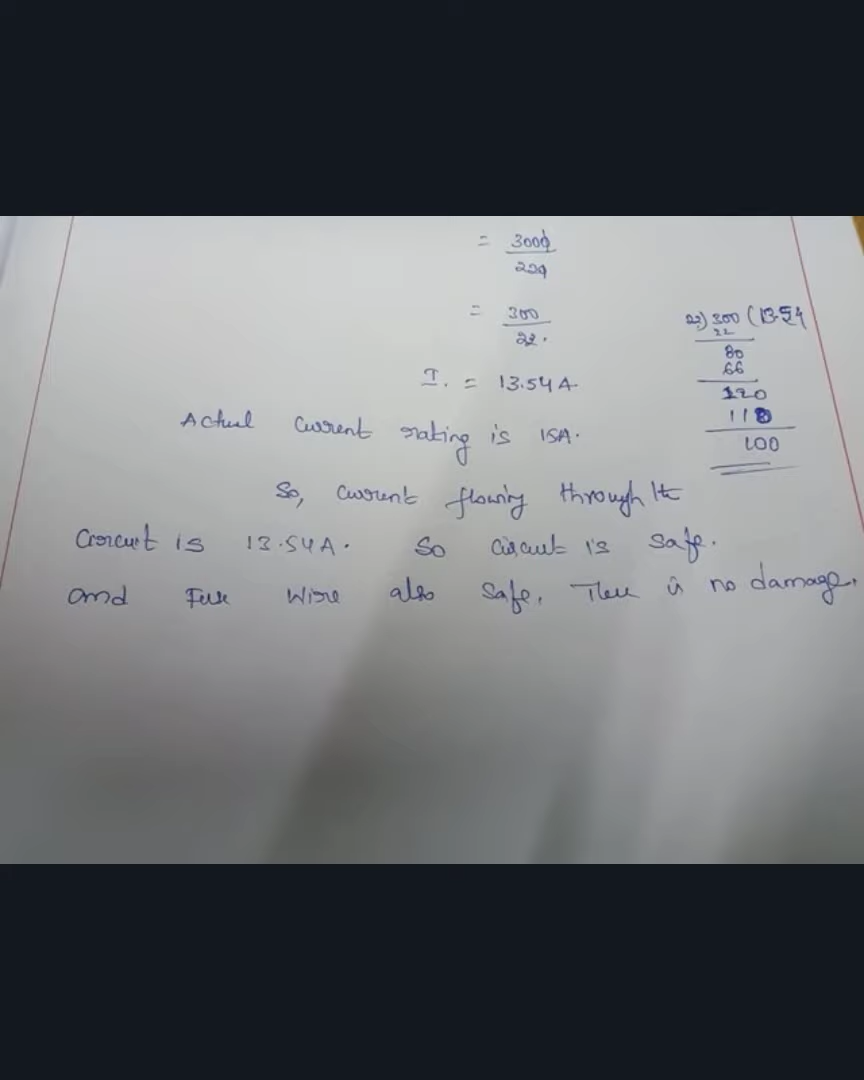 = 3000
220
= 300
22.
I. = 13.54A
22) 300 (13.54
22
80
66
120
110
100
Actual Current rating is 15A.
So, current flowing through It
Circuit is 13.54A. So circuit is safe.
and Fuse Wire also safe. There is no damage.